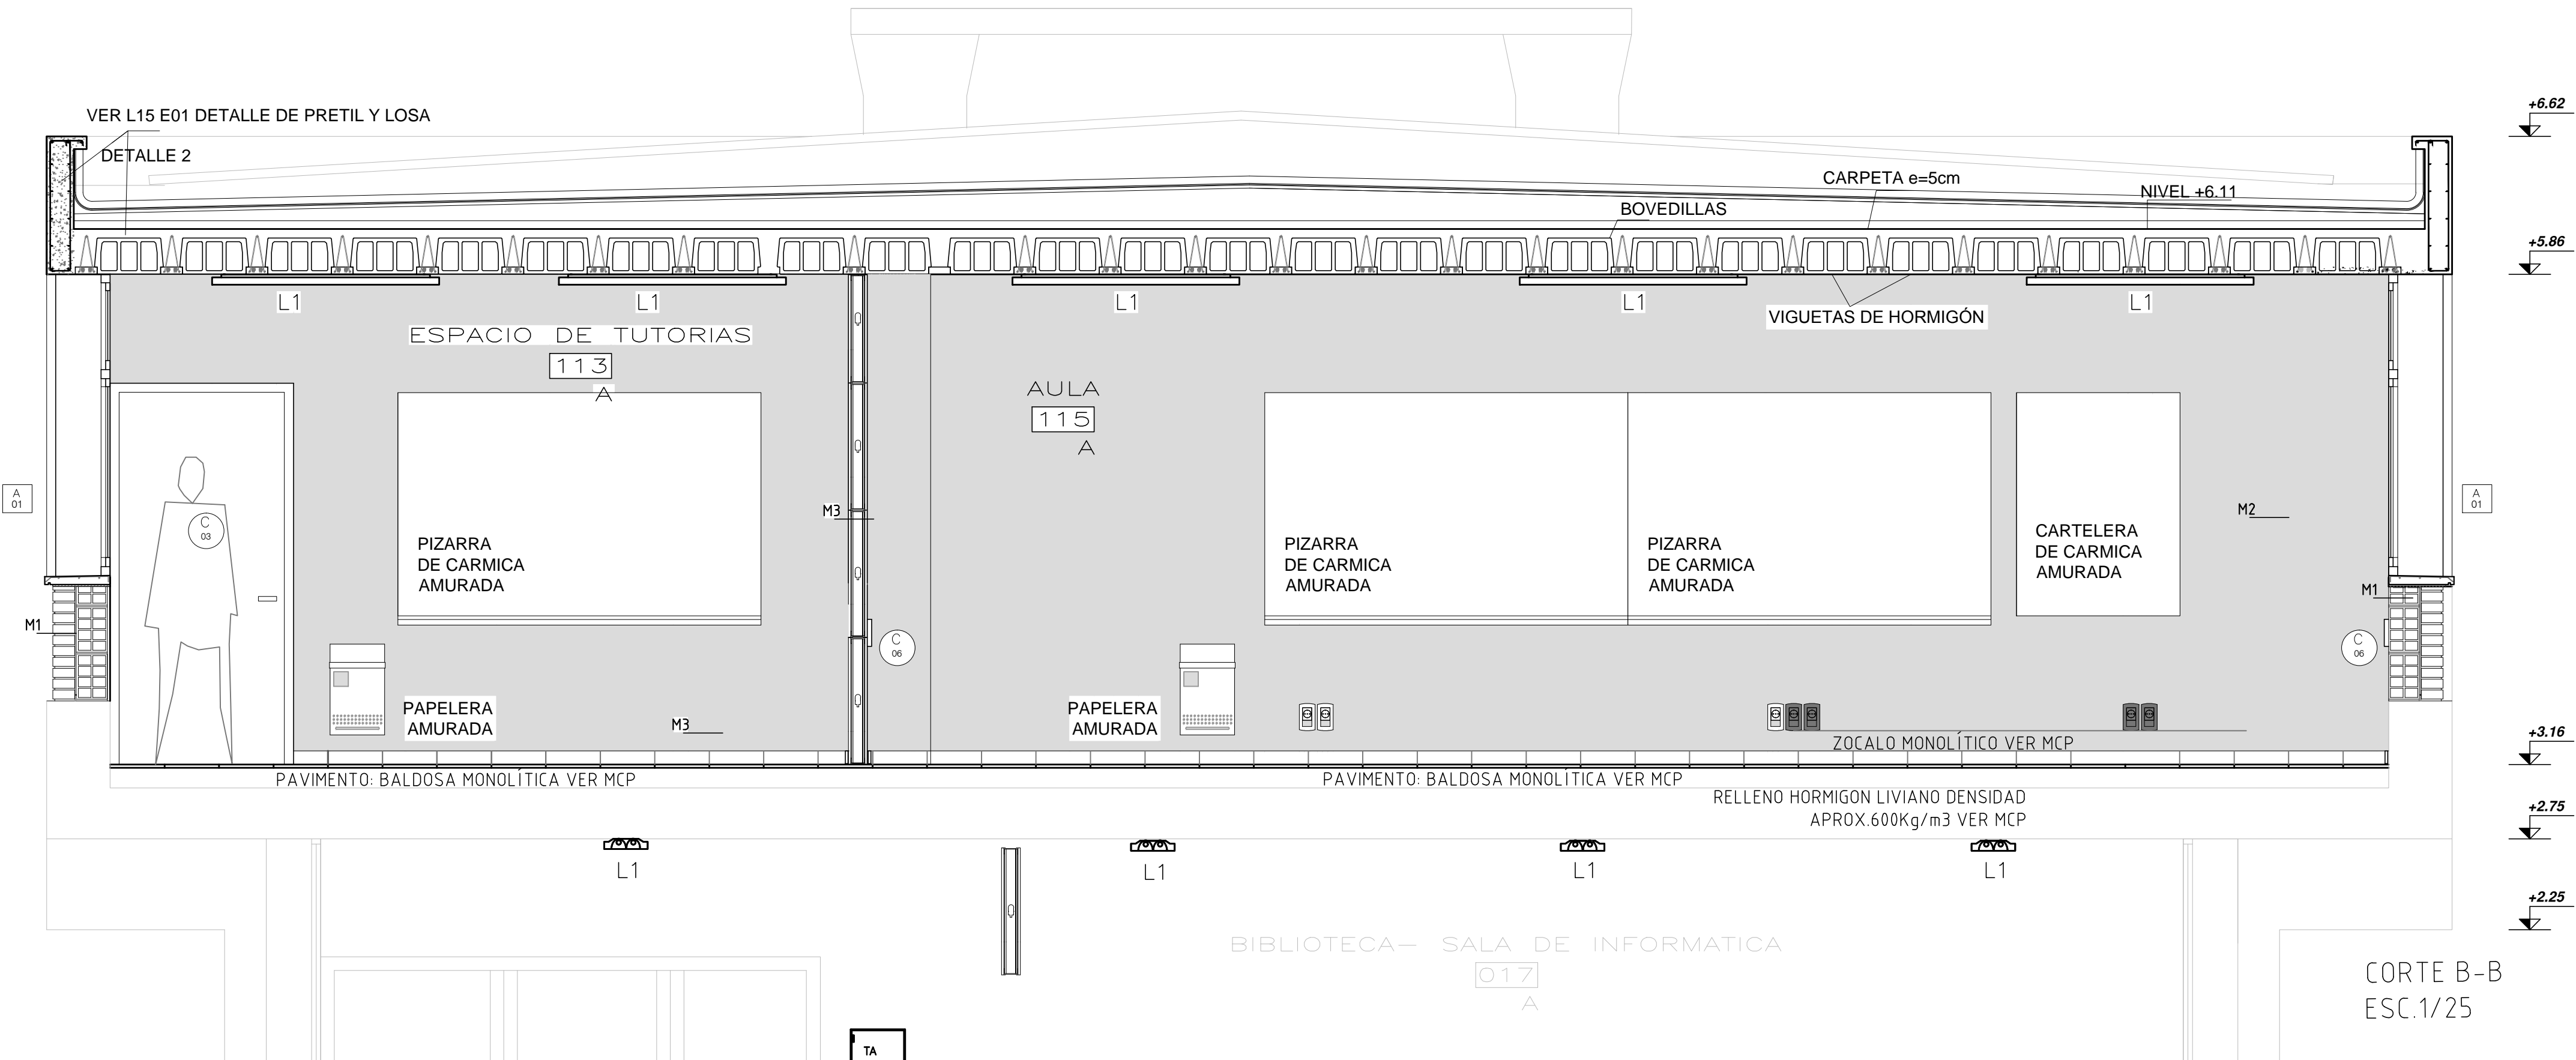 +6.62
VER L15 E01 DETALLE DE PRETIL Y LOSA
DETALLE 2
CARPETA e=5cm
NIVEL +6.11
BOVEDILLAS
+5.86
L1
L1
L1
L1
L1
VIGUETAS DE HORMIGÓN
ESPACIO DE TUTORIAS
113
A
AULA
115
A
A
01
A
01
C
03
M3
M2
PIZARRA
DE CARMICA
AMURADA
PIZARRA
DE CARMICA
AMURADA
PIZARRA
DE CARMICA
AMURADA
CARTELERA
DE CARMICA
AMURADA
M1
M1
C
06
C
06
PAPELERA
AMURADA
M3
PAPELERA
AMURADA
ZOCALO MONOLÍTICO VER MCP
+3.16
PAVIMENTO: BALDOSA MONOLÍTICA VER MCP
PAVIMENTO: BALDOSA MONOLÍTICA VER MCP
RELLENO HORMIGON LIVIANO DENSIDAD
APROX.600Kg/m3 VER MCP
+2.75
L1
L1
L1
L1
+2.25
BIBLIOTECA- SALA DE INFORMATICA
017
A
CORTE B-B
ESC.1/25
TA